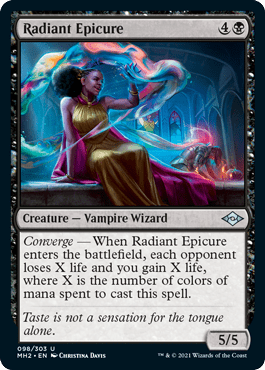 Radiant Epicure 4
Creature — Vampire Wizard
Converge — When Radiant Epicure
enters the battlefield, each opponent
loses X life and you gain X life,
where X is the number of colors of
mana spent to cast this spell.
Taste is not a sensation for the tongue
alone.
5/5
098/303 U
MH2 • EN Christina Davis
™ & © 2021 Wizards of the Coast